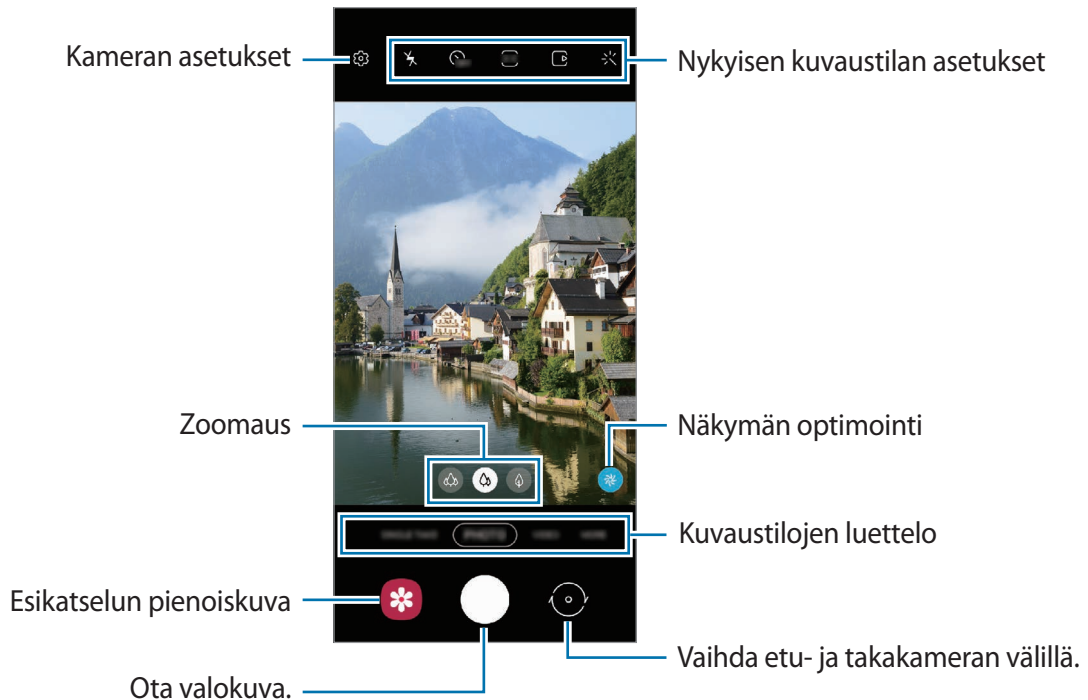 Kameran asetukset
Nykyisen kuvaustilan asetukset
Zoomaus
Näkymän optimointi
Kuvaustilojen luettelo
Esikatselun pienoiskuva
Vaihda etu- ja takakameran välillä.
Ota valokuva.